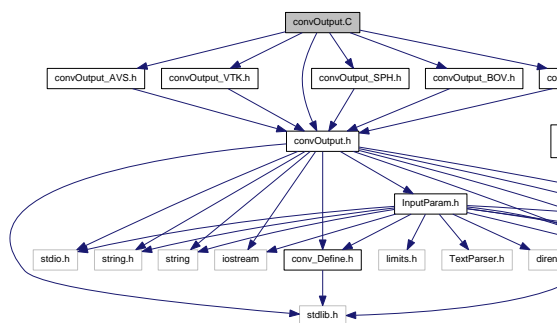 convOutput.C
convOutput_AVS.h
convOutput_VTK.h
convOutput_SPH.h
convOutput_BOV.h
convOutput.h
InputParam.h
stdio.h
string.h
string
iostream
conv_Define.h
limits.h
TextParser.h
stdlib.h